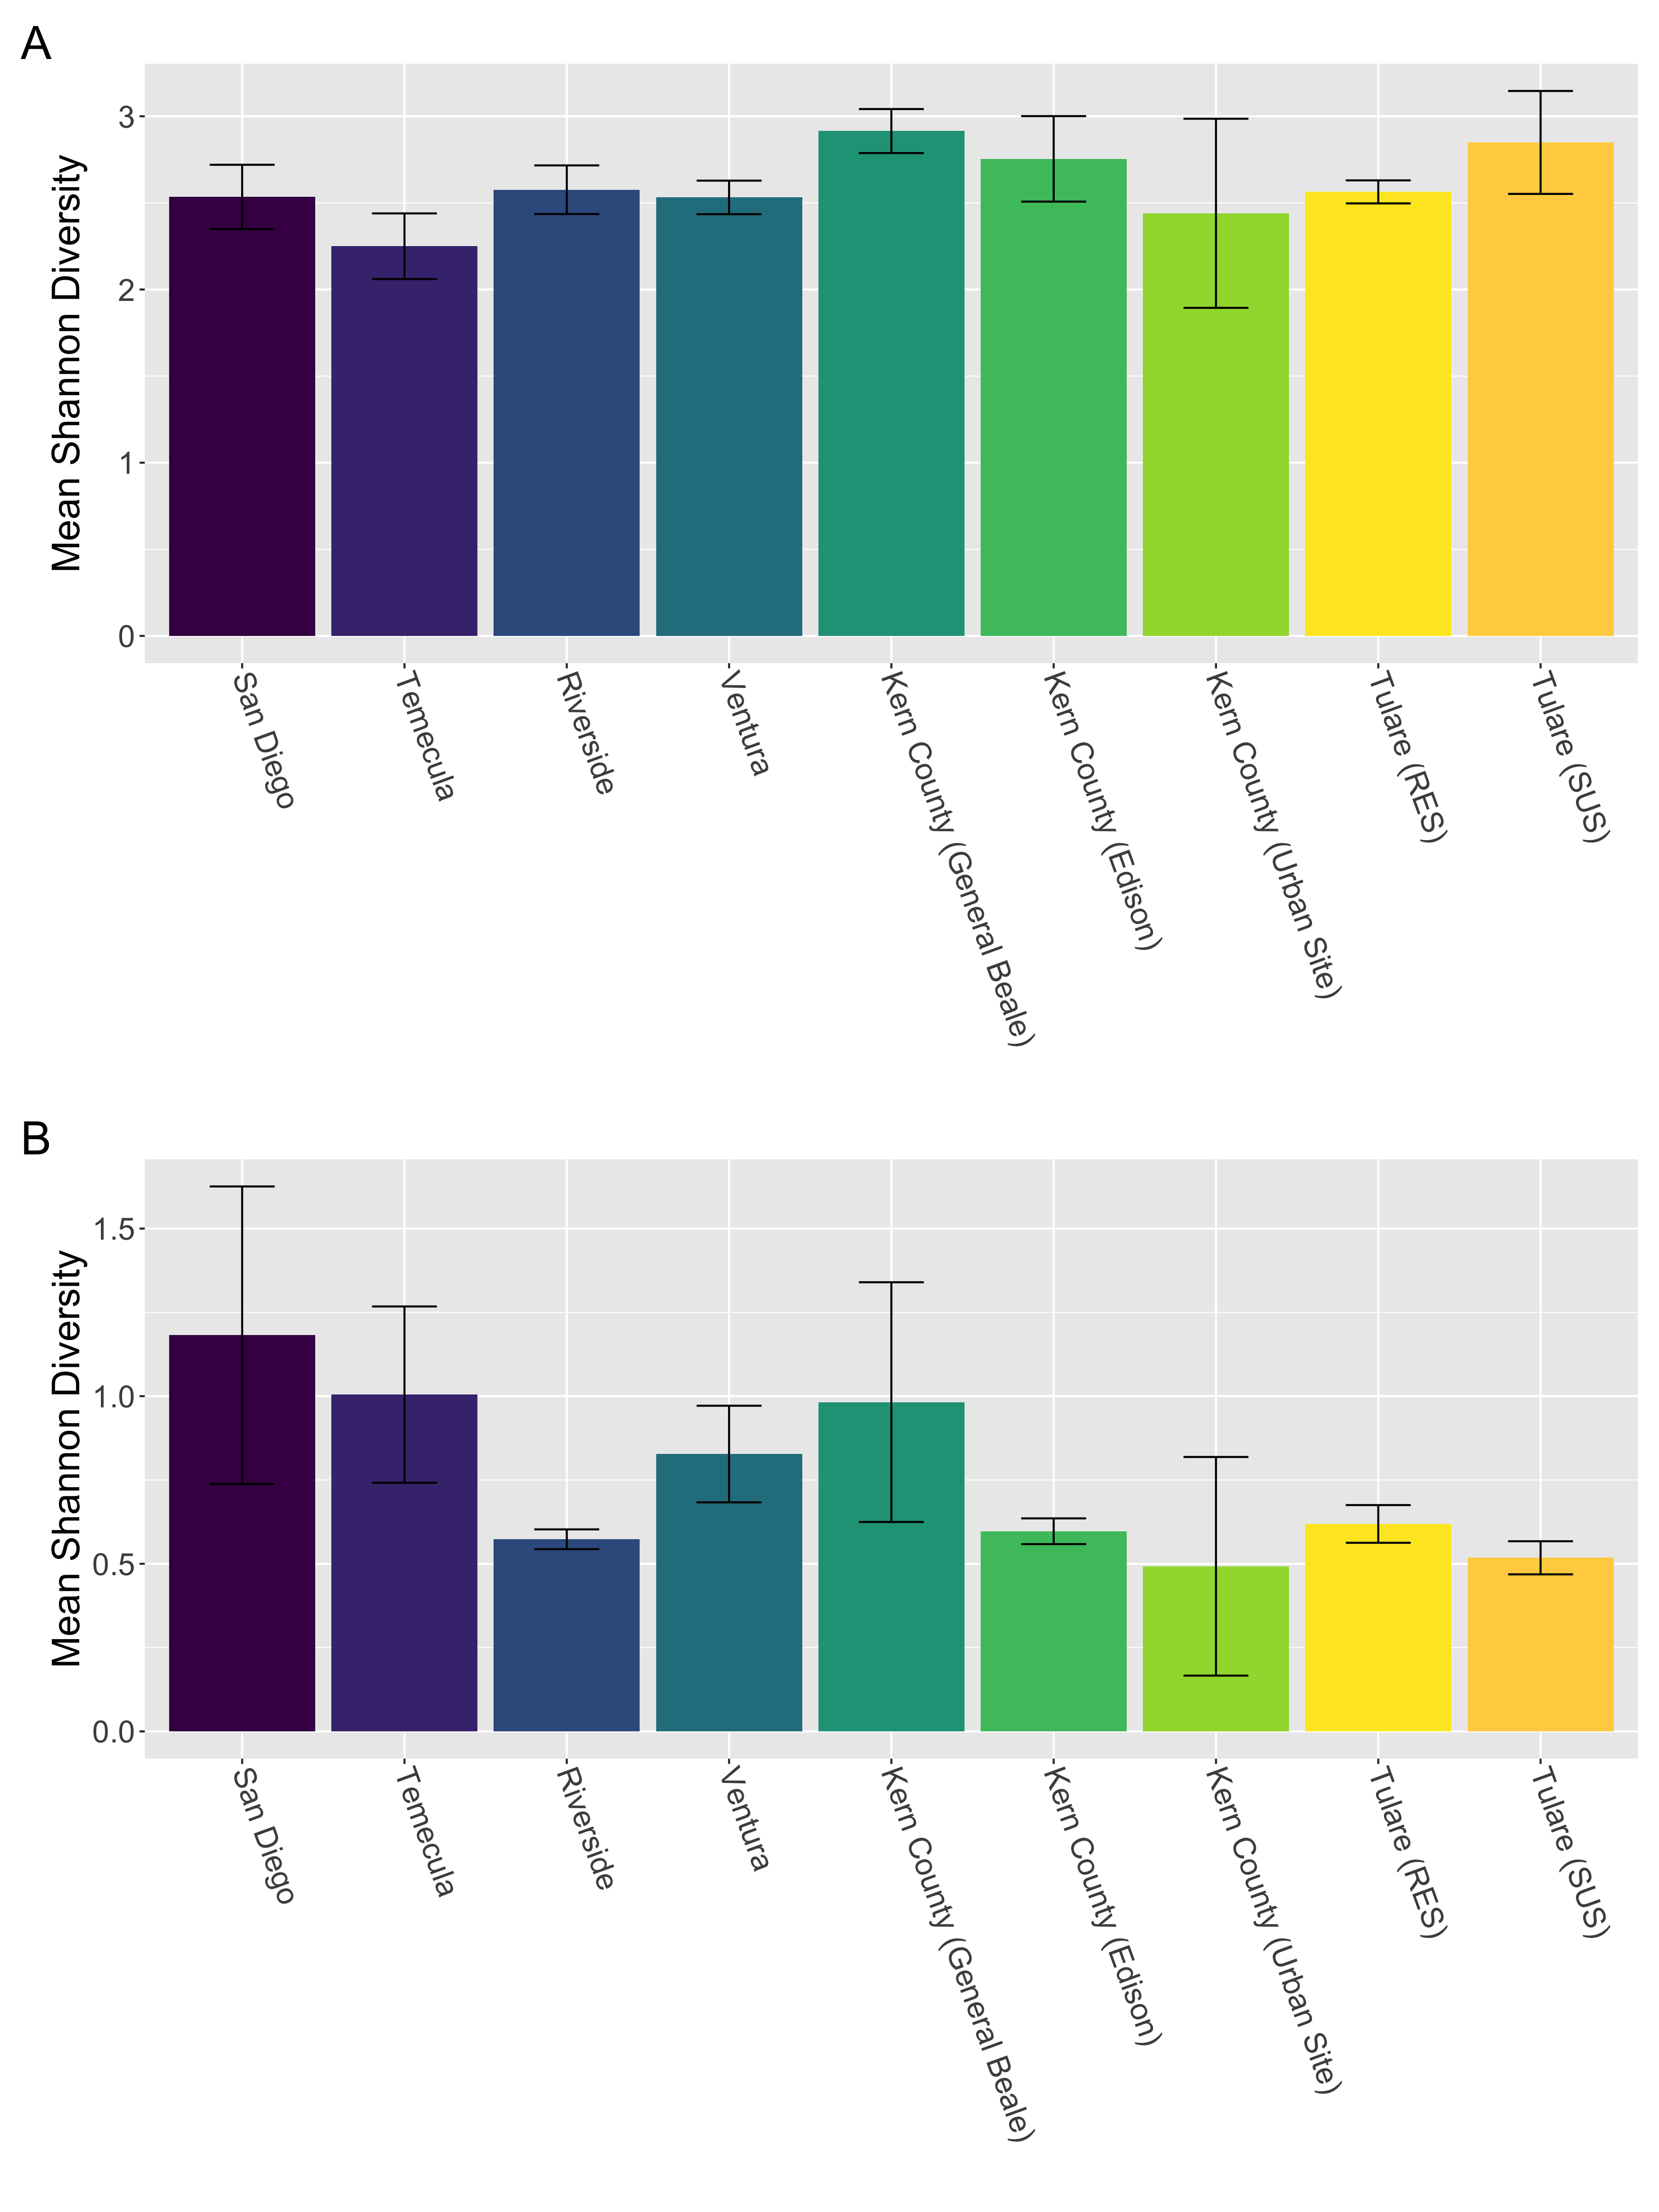 A
Mean Shannon Diversity
3
2
1
0
San Diego
Temecula
Riverside
Ventura
Kern County (General Beale)
Kern County (Edison)
Kern County (Urban Site)
Tulare (RES)
Tulare (SUS)
B
Mean Shannon Diversity
1.5
1.0
0.5
0.0
San Diego
Temecula
Riverside
Ventura
Kern County (General Beale)
Kern County (Edison)
Kern County (Urban Site)
Tulare (RES)
Tulare (SUS)